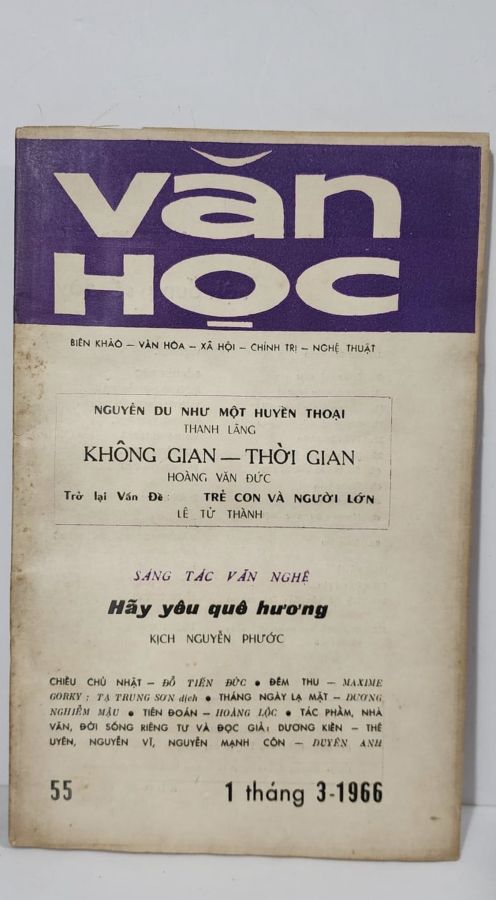 Văn
HỌC
BIÊN KHẢO – VĂN HÓA – XÃ HỘI – CHÍNH TRỊ – NGHỆ THUẬT
NGUYỄN DU NHƯ MỘT HUYỀN THOẠI
THANH LÃNG
KHÔNG GIAN — THỜI GIAN
HOÀNG VĂN ĐỨC
Trở lại Vấn Đề : TRẺ CON VÀ NGƯỜI LỚN
LÊ TỬ THÀNH
SÁNG TÁC VĂN NGHỆ
Hãy yêu quê hương
KỊCH NGUYỄN PHƯỚC
CHIỀU CHỦ NHẬT – ĐỖ TIẾN ĐỨC • ĐÊM THU – MAXIME
GORKY ; TẠ TRUNG SƠN dịch • THÁNG NGÀY LẠ MẶT – DƯƠNG
NGHIỄM MẬU • TIÊN ĐOÁN – HOÀNG LỘC • TÁC PHẨM, NHÀ
VĂN, ĐỜI SỐNG RIÊNG TƯ VÀ ĐỌC GIẢ : DƯƠNG KIỀN – THẾ
UYÊN, NGUYỄN VĨ, NGUYỄN MẠNH CÔN – DUYÊN ANH
55 1 tháng 3-1966